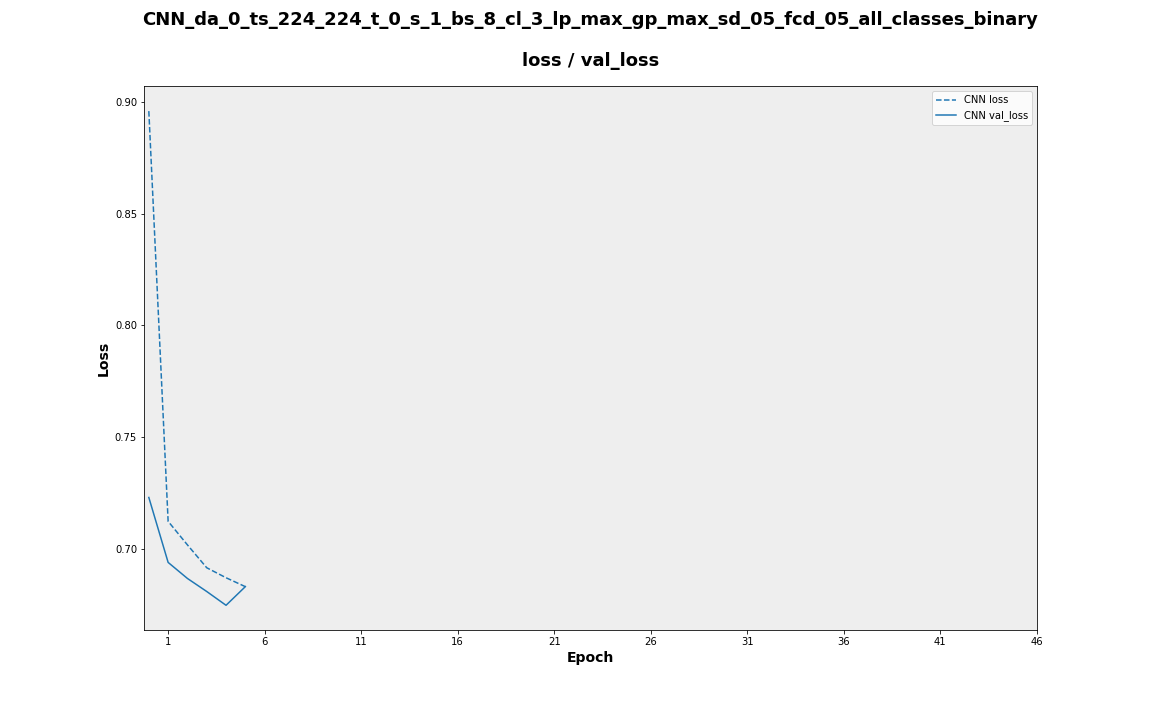 CNN_da_0_ts_224_224_t_0_s_1_bs_8_cl_3_lp_max_gp_max_sd_05_fcd_05_all_classes_binary
loss / val_loss
CNN loss
CNN val_loss
0.90
0.85
0.80
0.75
0.70
Loss
1 6 11 16 21 26 31 36 41 46
Epoch